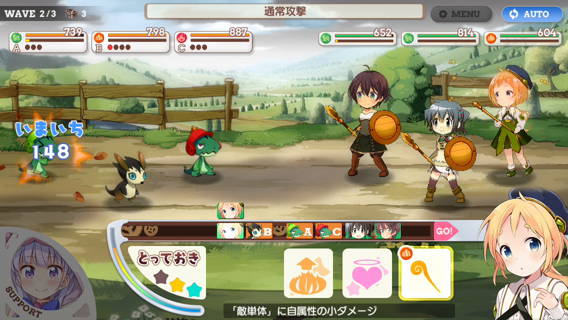 WAVE 2/3 3
通常攻撃
MENU
AUTO
739
798
887
652
814
604
A
B
C
いまいち
148
B
C
GO!
とっておき
SUPPORT
「敵単体」に自属性の小ダメージ